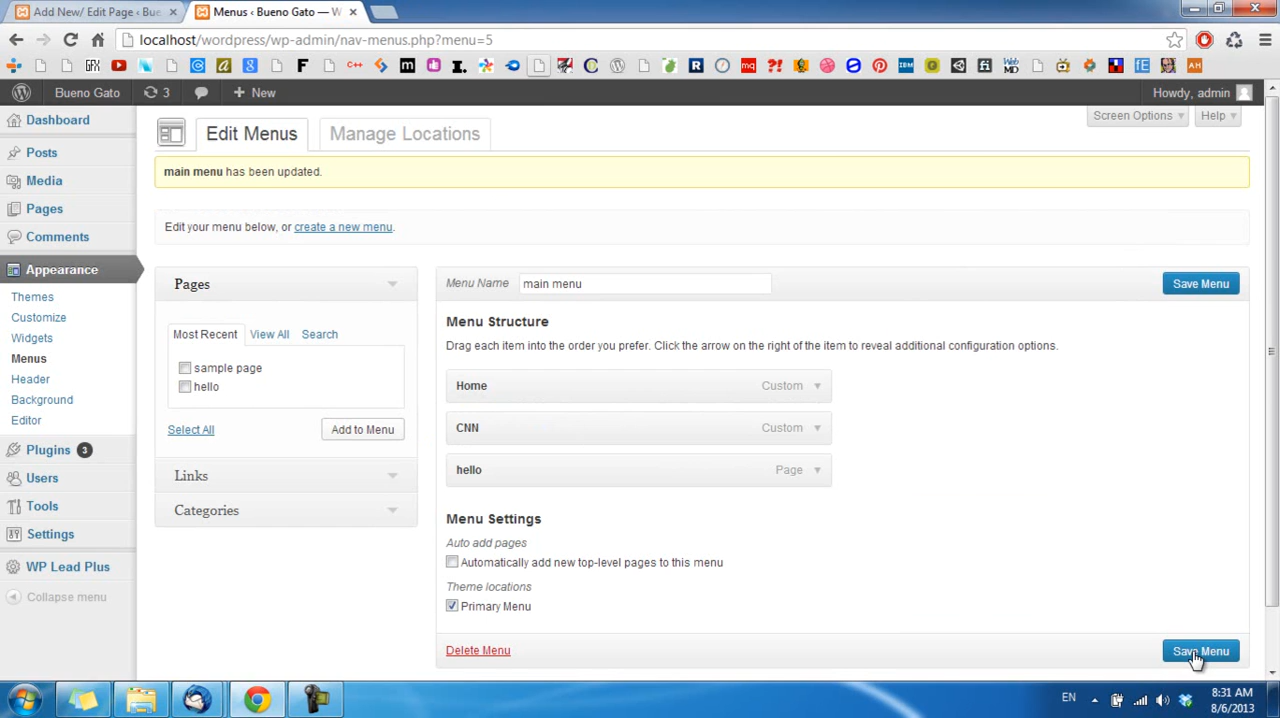 Add New/ Edit Page ‹ Bue
Menus ‹ Bueno Gato — W
localhost/wordpress/wp-admin/nav-menus.php?menu=5
Bueno Gato
3
New
Howdy, admin
Dashboard
Posts
Media
Pages
Comments
Appearance
Themes
Customize
Widgets
Menus
Header
Background
Editor
Plugins 3
Users
Tools
Settings
WP Lead Plus
Collapse menu
Edit Menus
Manage Locations
Screen Options
Help
main menu has been updated.
Edit your menu below, or create a new menu.
Pages
Most Recent
View All
Search
sample page
hello
Select All
Add to Menu
Links
Categories
Menu Name
main menu
Save Menu
Menu Structure
Drag each item into the order you prefer. Click the arrow on the right of the item to reveal additional configuration options.
Home
Custom
CNN
Custom
hello
Page
Menu Settings
Auto add pages
Automatically add new top-level pages to this menu
Theme locations
Primary Menu
Delete Menu
Save Menu
EN
8:31 AM
8/6/2013